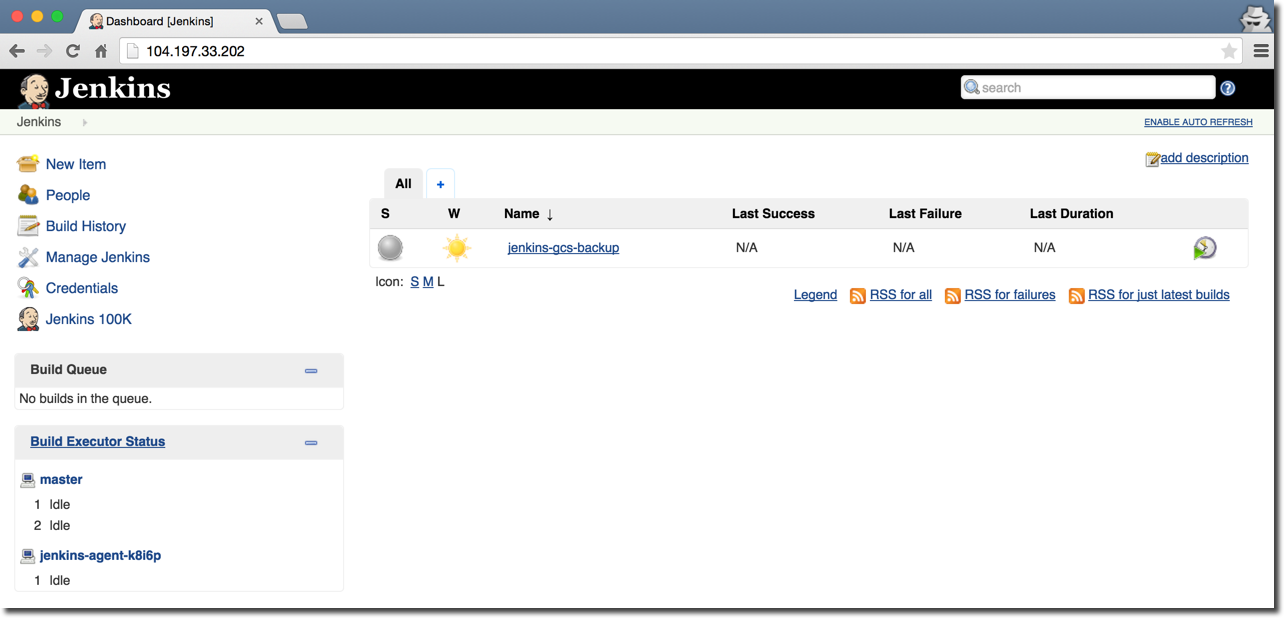 Dashboard [Jenkins]
104.197.33.202
Jenkins
search
Jenkins
ENABLE AUTO REFRESH
New Item
People
Build History
Manage Jenkins
Credentials
Jenkins 100K
Build Queue
No builds in the queue.
Build Executor Status
master
1 Idle
2 Idle
jenkins-agent-k8i6p
1 Idle
add description
All +
S W Name ↓ Last Success Last Failure Last Duration
jenkins-gcs-backup N/A N/A N/A
Icon: S M L
Legend RSS for all RSS for failures RSS for just latest builds